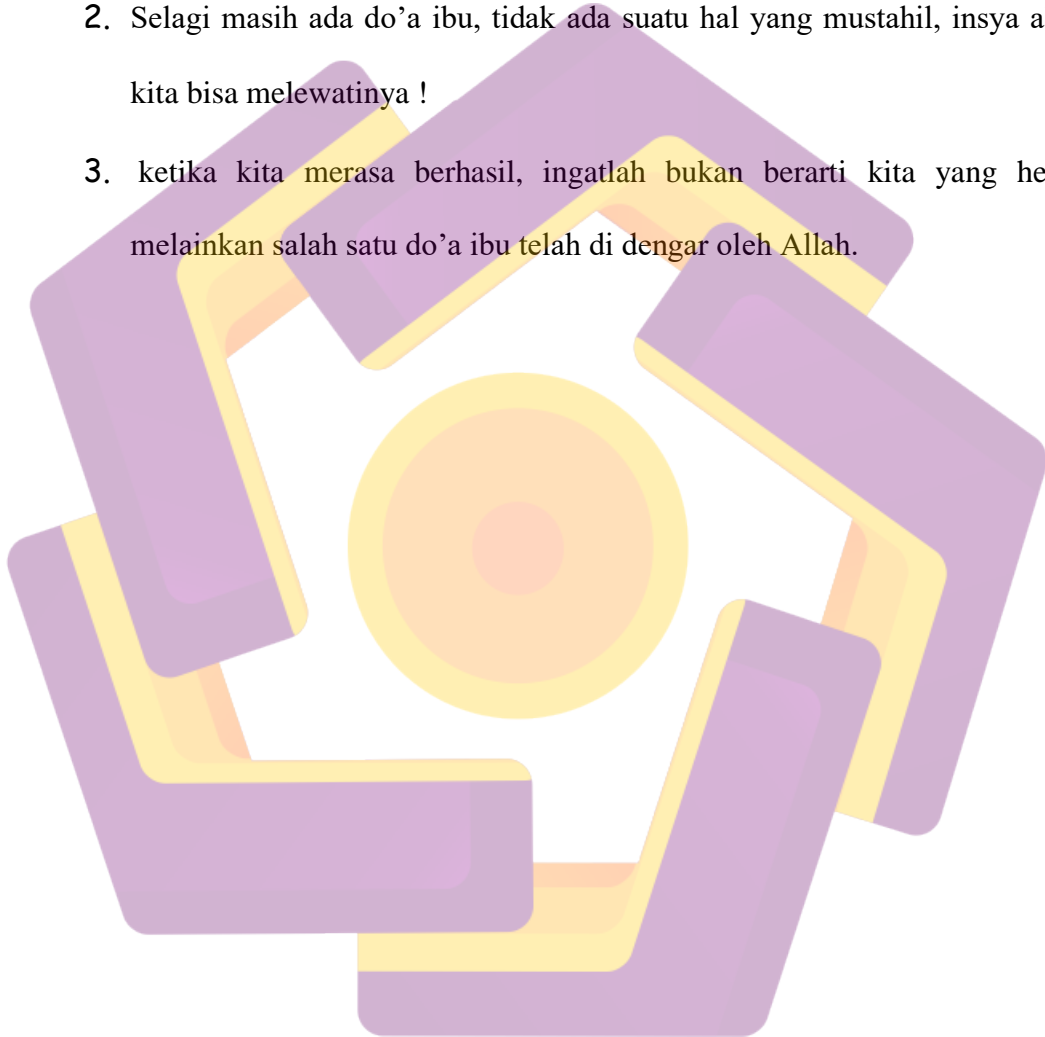 2. Selagi masih ada do’a ibu, tidak ada suatu hal yang mustahil, insya a
kita bisa melewatinya !
3. ketika kita merasa berhasil, ingatlah bukan berarti kita yang he
melainkan salah satu do’a ibu telah di dengar oleh Allah.